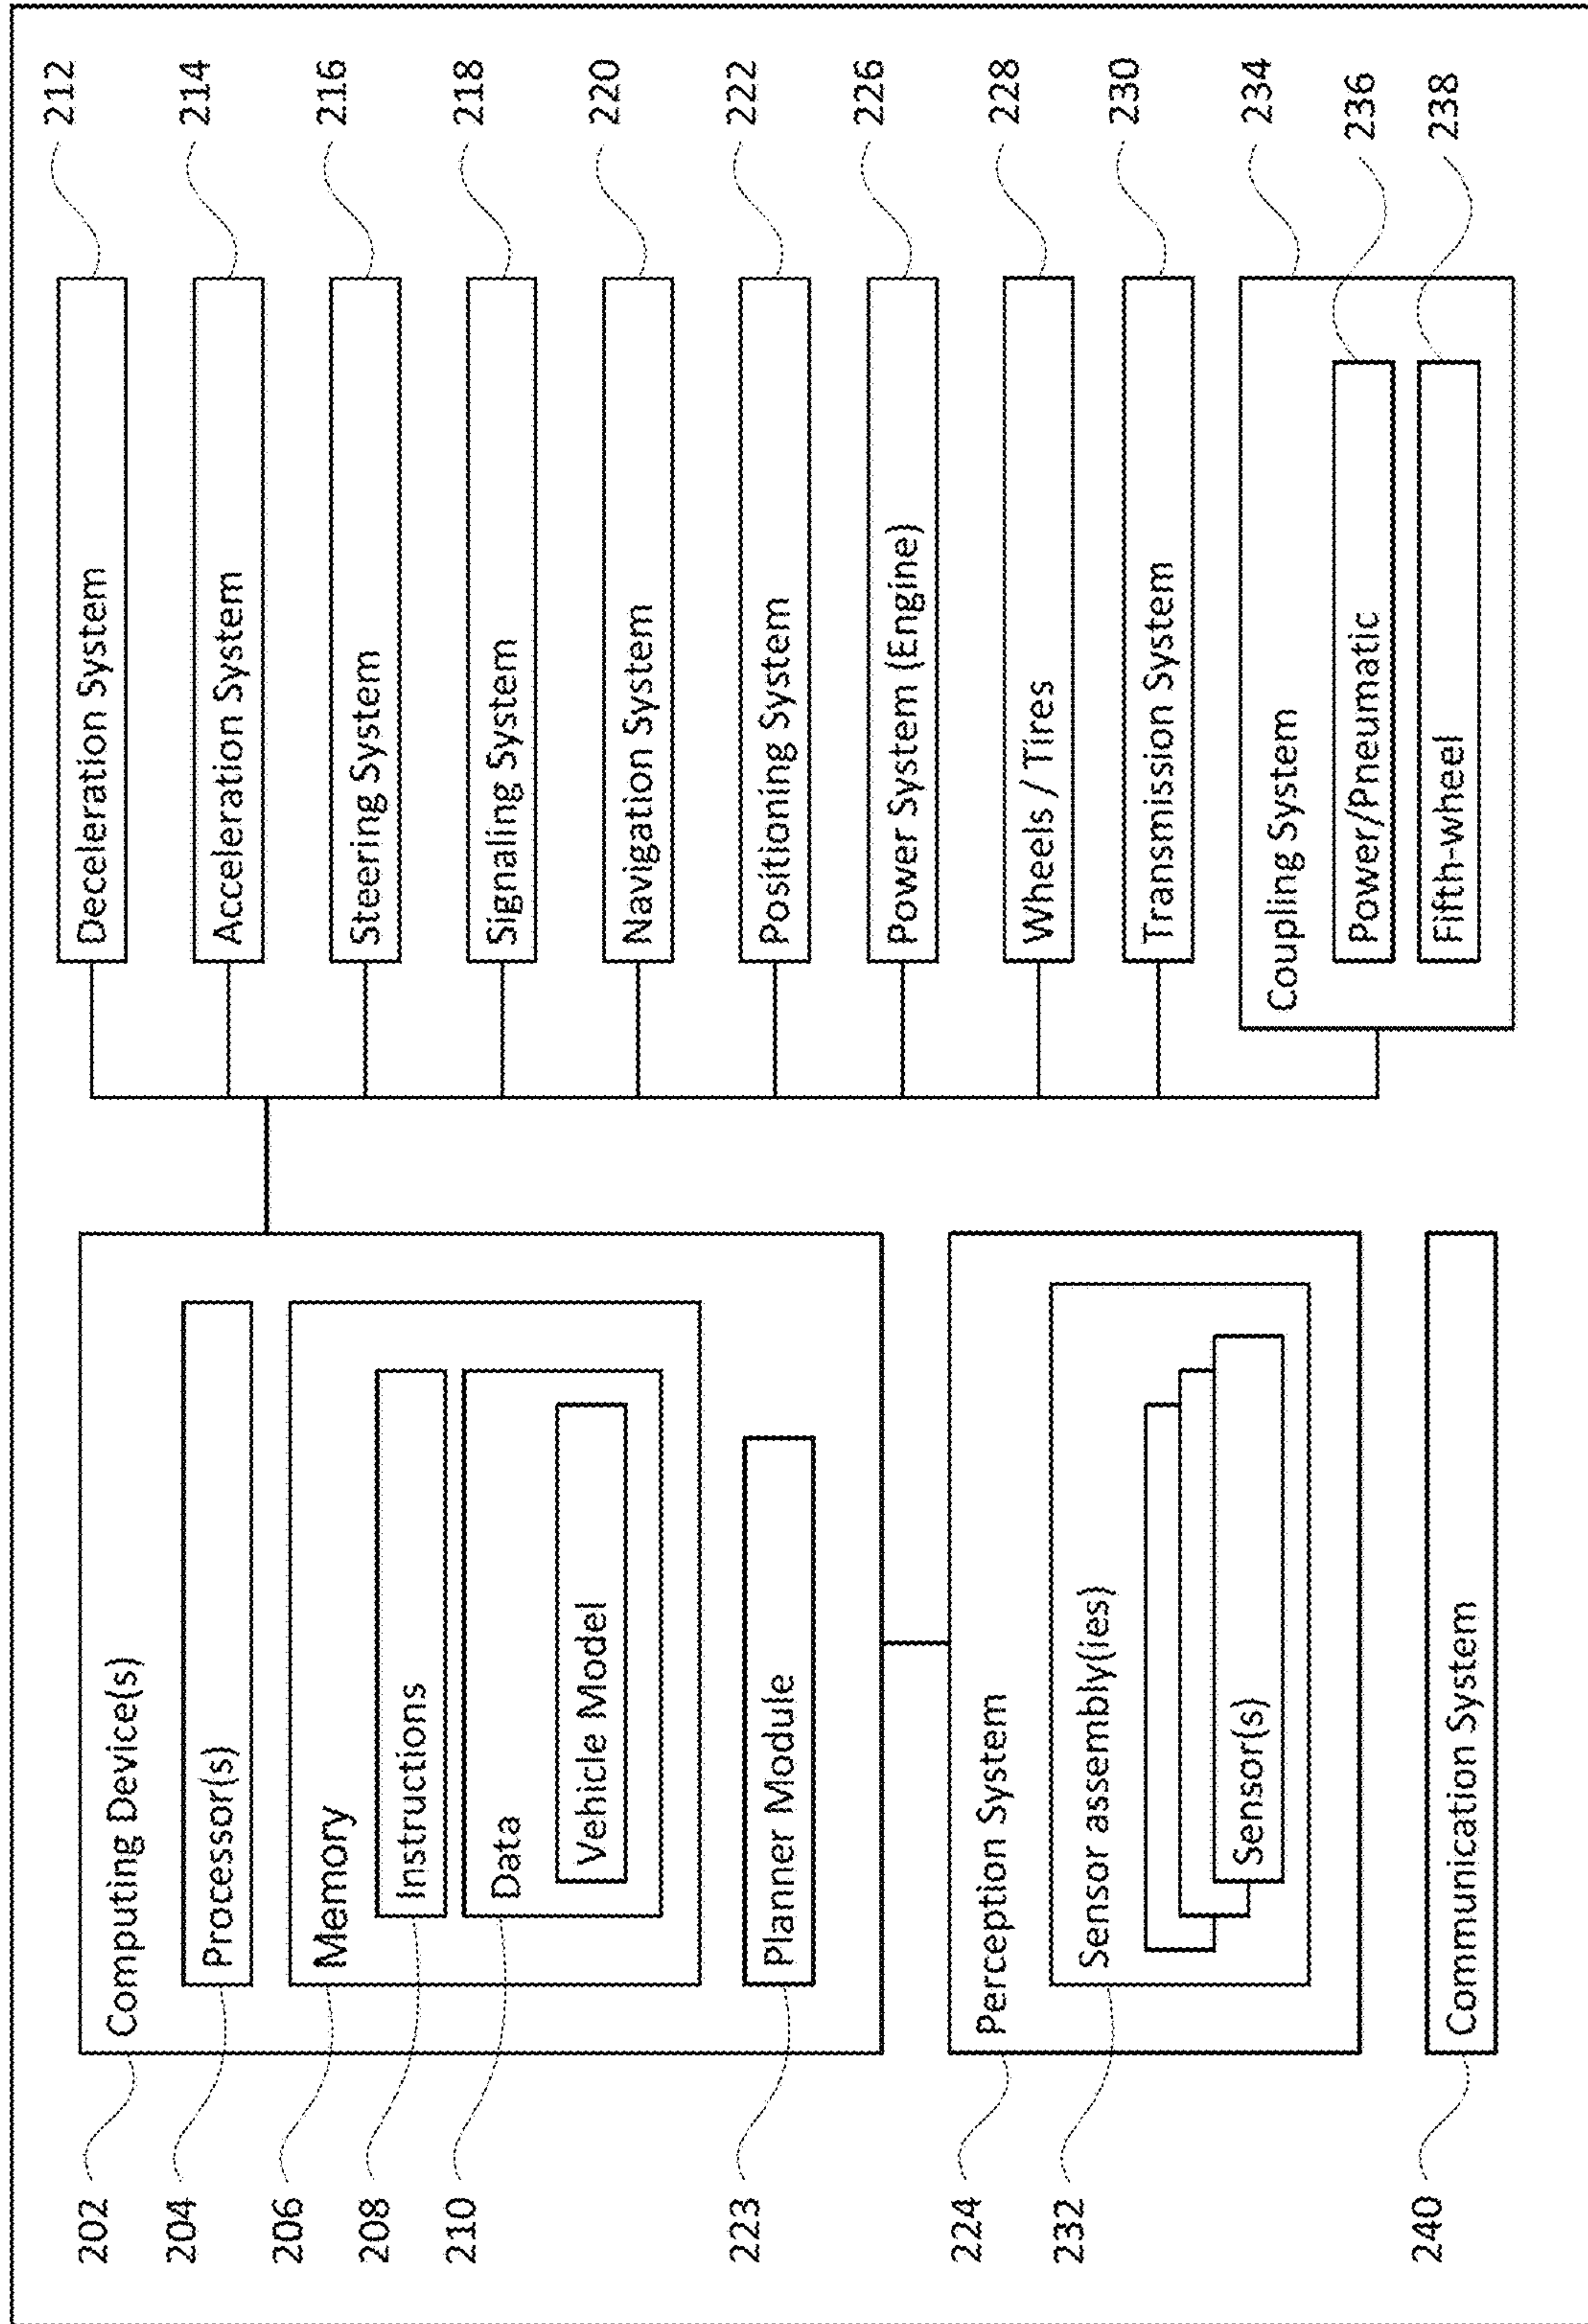 202
Computing Device(s)
204
Processor(s)
206
Memory
208
Instructions
210
Data
Vehicle Model
223
Planner Module
224
Perception System
232
Sensor assembly(ies)
Sensor(s)
240
Communication System
Deceleration System
212
Acceleration System
214
Steering System
216
Signaling System
218
Navigation System
220
Positioning System
222
Power System (Engine)
226
Wheels / Tires
228
Transmission System
230
Coupling System
234
Power/Pneumatic
236
Fifth-wheel
238